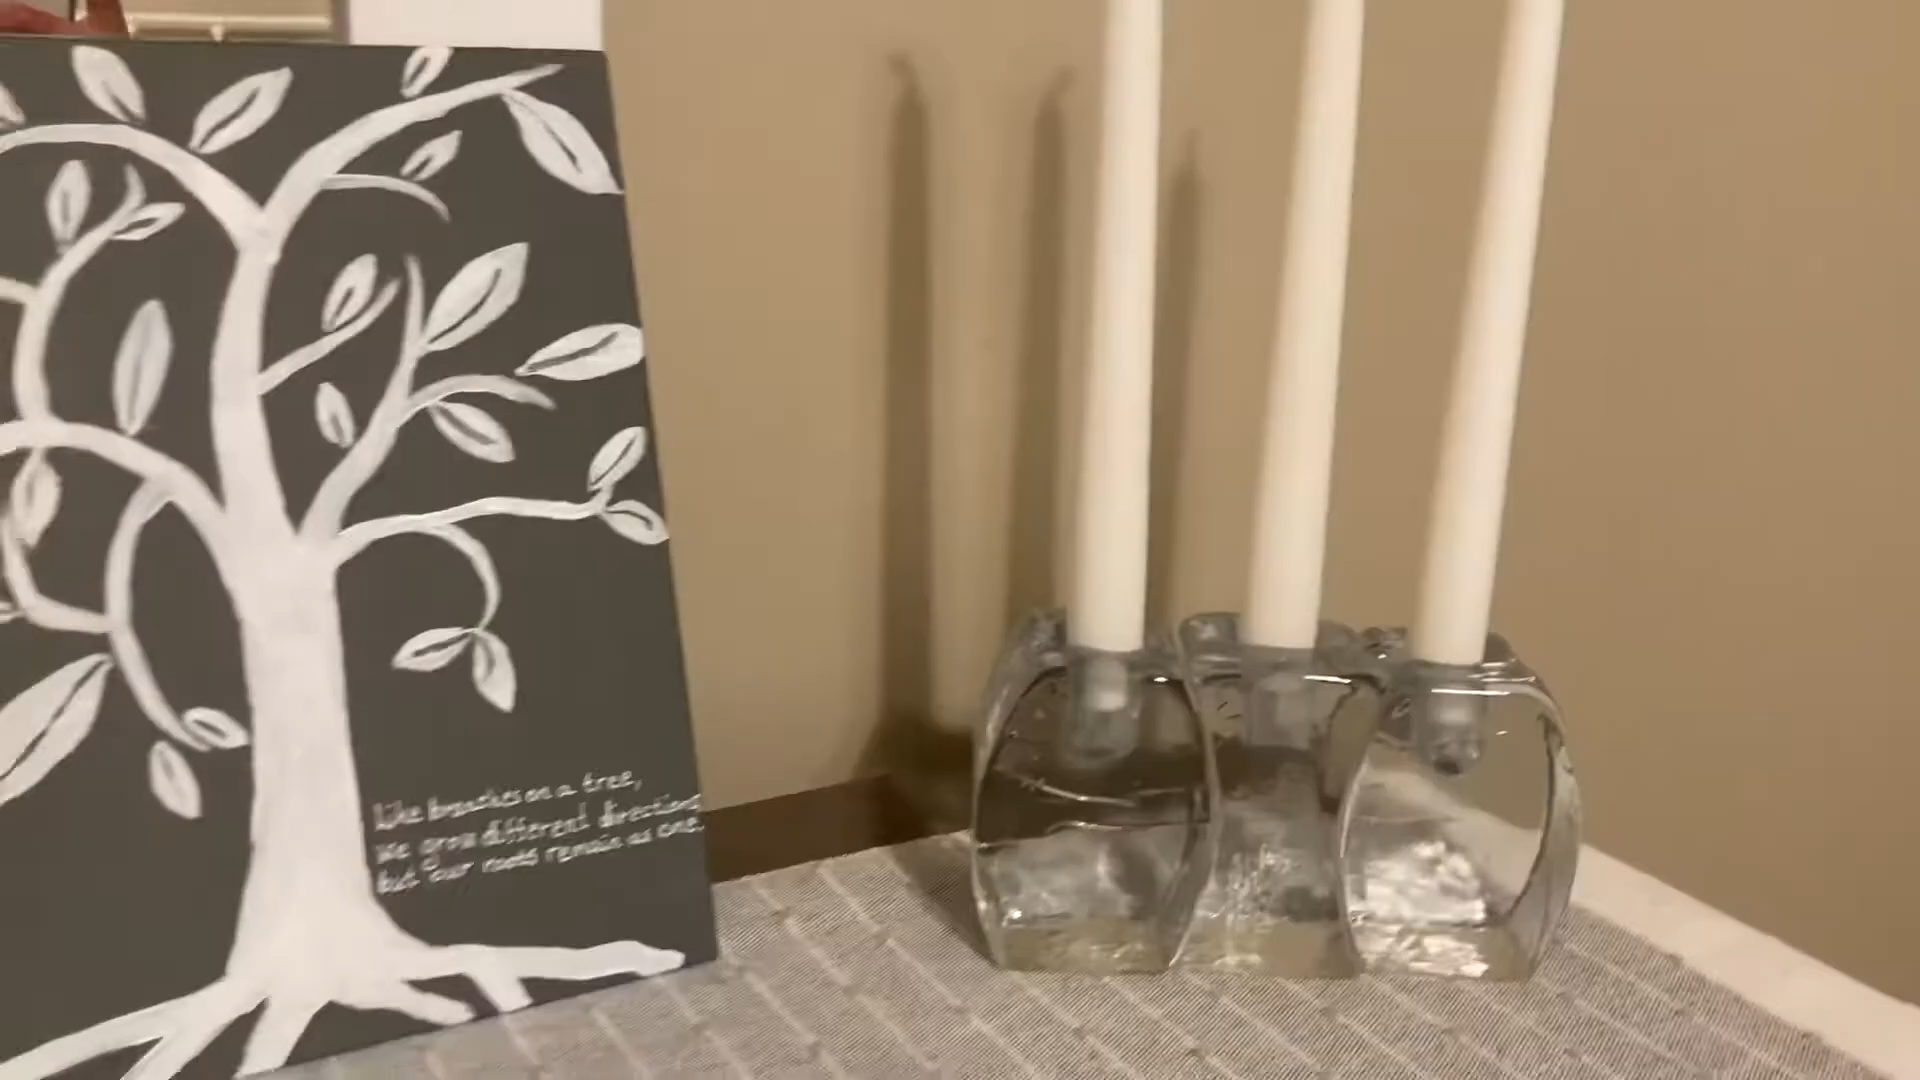 Like branches on a tree,
We grow different directions
but our roots remain as one.